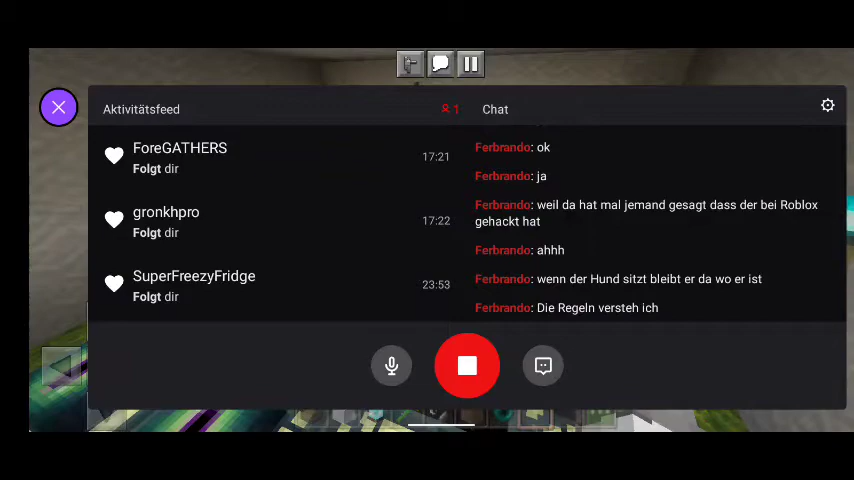 Aktivitätsfeed
1
Chat
ForeGATHERS
Folgt dir
17:21
gronkhpro
Folgt dir
17:22
SuperFreezyFridge
Folgt dir
23:53
Ferbrando: ok
Ferbrando: ja
Ferbrando: weil da hat mal jemand gesagt dass der bei Roblox
gehackt hat
Ferbrando: ahhh
Ferbrando: wenn der Hund sitzt bleibt er da wo er ist
Ferbrando: Die Regeln versteh ich